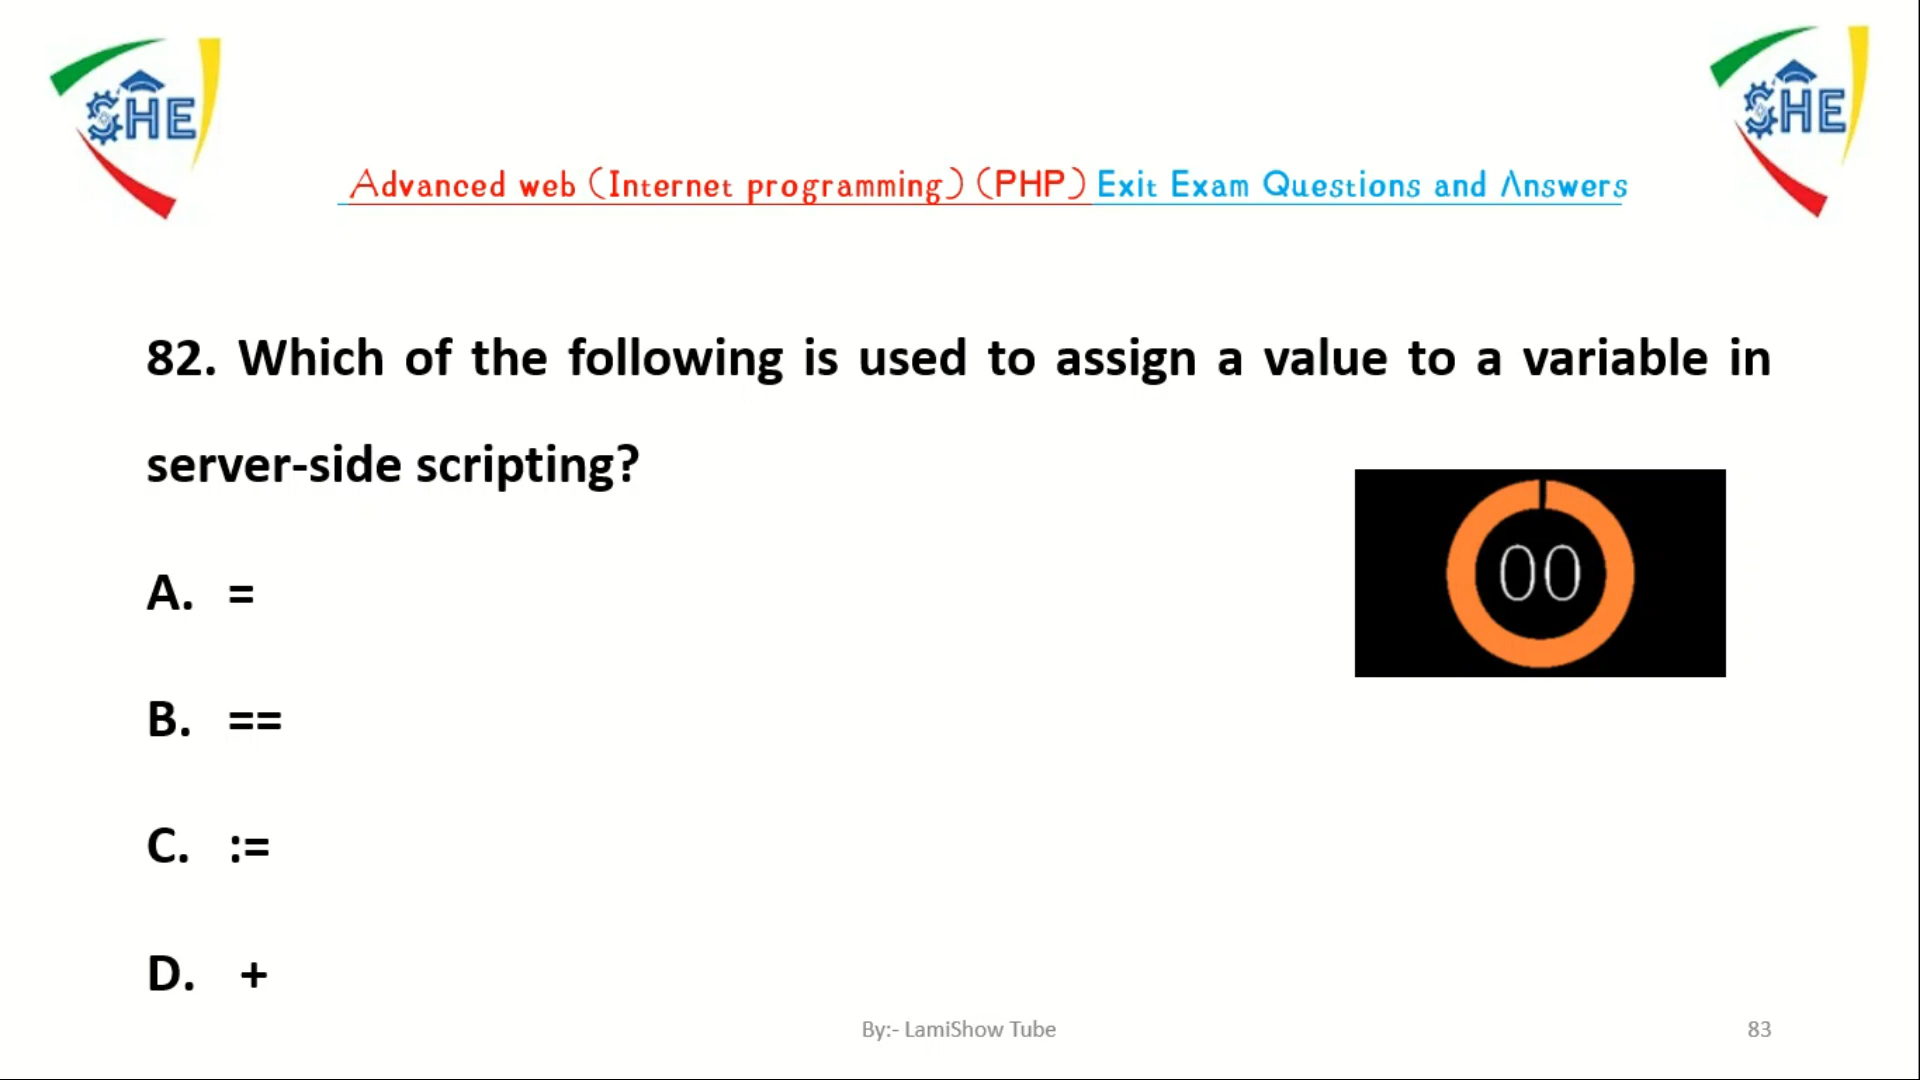 SHE
SHE
Advanced web (Internet programming) (PHP) Exit Exam Questions and Answers
82. Which of the following is used to assign a value to a variable in
server-side scripting?
00
A. =
B. ==
C. :=
D. +
By:- LamiShow Tube
83